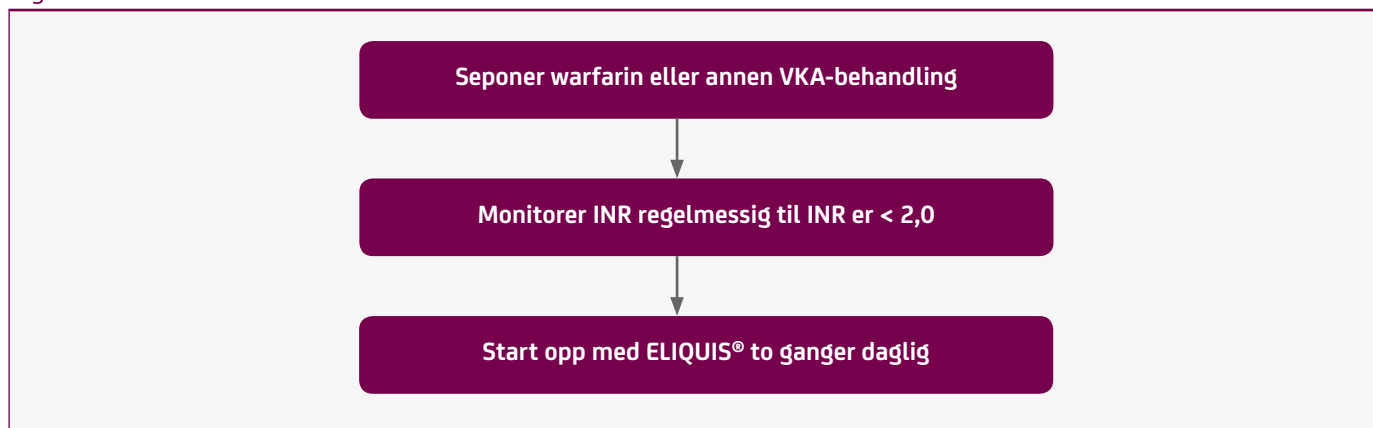 Seponer warfarin eller annen VKA-behandling
Monitorer INR regelmessig til INR er < 2,0
Start opp med ELIQUIS® to ganger daglig